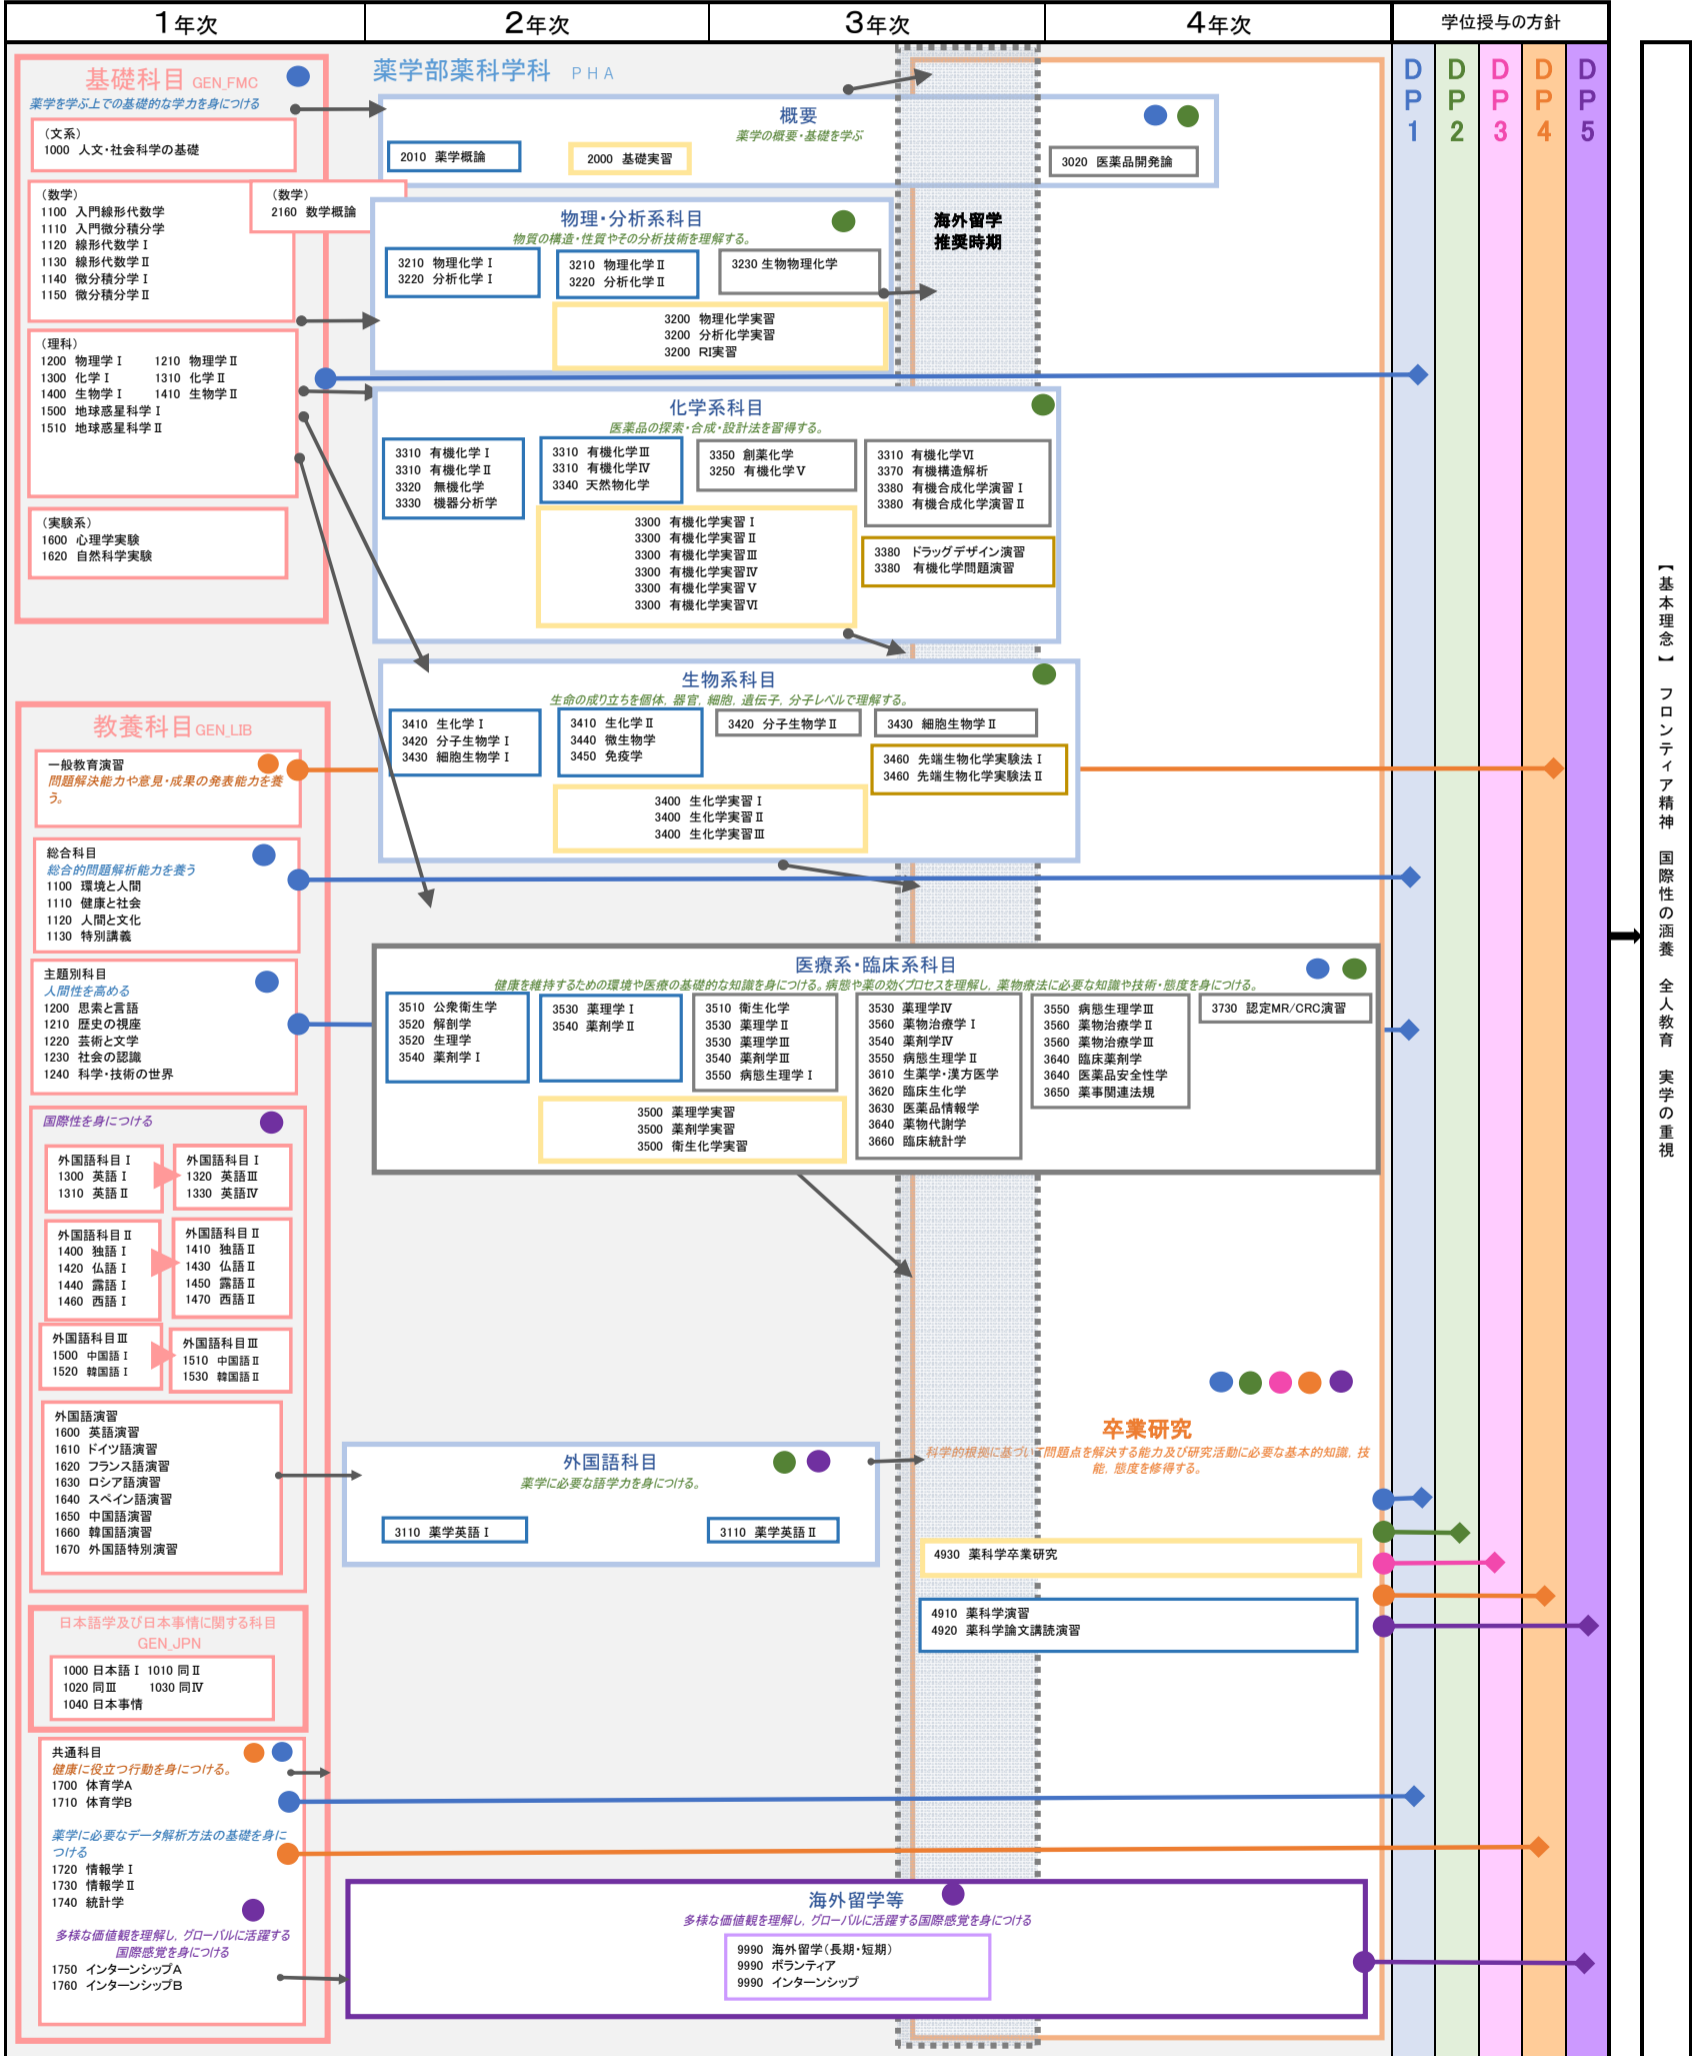 1年次
2年次
3年次
4年次
学位授与の方針
基礎科目 GEN_FMC
薬学を学ぶ上での基礎的な学力を身につける
（文系）
1000 人文・社会科学の基礎
（数学）
1100 入門線形代数学
1110 入門微分積分学
1120 線形代数学Ⅰ
1130 線形代数学Ⅱ
1140 微分積分学Ⅰ
1150 微分積分学Ⅱ
（数学）
2160 数学概論
（理科）
1200 物理学Ⅰ 1210 物理学Ⅱ
1300 化学Ⅰ 1310 化学Ⅱ
1400 生物学Ⅰ 1410 生物学Ⅱ
1500 地球惑星科学Ⅰ
1510 地球惑星科学Ⅱ
（実験系）
1600 心理学実験
1620 自然科学実験
教養科目GEN_LIB
一般教育演習
問題解決能力や意見・成果の発表能力を養
う。
総合科目
総合的問題解析能力を養う
1100 環境と人間
1110 健康と社会
1120 人間と文化
1130 特別講義
主題別科目
人間性を高める
1200 思索と言語
1210 歴史の視座
1220 芸術と文学
1230 社会の認識
1240 科学・技術の世界
国際性を身につける
外国語科目Ⅰ
1300 英語Ⅰ
1310 英語Ⅱ
外国語科目Ⅰ
1320 英語Ⅲ
1330 英語Ⅳ
外国語科目Ⅱ
1400 独語Ⅰ
1420 仏語Ⅰ
1440 露語Ⅰ
1460 西語Ⅰ
外国語科目Ⅱ
1410 独語Ⅱ
1430 仏語Ⅱ
1450 露語Ⅱ
1470 西語Ⅱ
外国語科目Ⅲ
1500 中国語Ⅰ
1520 韓国語Ⅰ
外国語科目Ⅲ
1510 中国語Ⅱ
1530 韓国語Ⅱ
外国語演習
1600 英語演習
1610 ドイツ語演習
1620 フランス語演習
1630 ロシア語演習
1640 スペイン語演習
1650 中国語演習
1660 韓国語演習
1670 外国語特別演習
日本語学及び日本事情に関する科目
GEN_JPN
1000 日本語Ⅰ 1010 同Ⅱ
1020 同Ⅲ 1030 同Ⅳ
1040 日本事情
共通科目
健康に役立つ行動を身につける。
1700 体育学A
1710 体育学B
薬学に必要なデータ解析方法の基礎を身に
つける
1720 情報学Ⅰ
1730 情報学Ⅱ
1740 統計学
多様な価値観を理解し，グローバルに活躍する
国際感覚を身につける
1750 インターンシップA
1760 インターンシップB
薬学部薬科学科 PHA
概要
薬学の概要・基礎を学ぶ
2010 薬学概論
2000 基礎実習
3020 医薬品開発論
物理・分析系科目
物質の構造・性質やその分析技術を理解する。
3210 物理化学Ⅰ
3220 分析化学Ⅰ
3210 物理化学Ⅱ
3220 分析化学Ⅱ
3230 生物物理化学
3200 物理化学実習
3200 分析化学実習
3200 RI実習
海外留学
推奨時期
化学系科目
医薬品の探索・合成・設計法を習得する。
3310 有機化学Ⅰ
3310 有機化学Ⅱ
3320 無機化学
3330 機器分析学
3310 有機化学Ⅲ
3310 有機化学Ⅳ
3340 天然物化学
3350 創薬化学
3250 有機化学Ⅴ
3310 有機化学Ⅵ
3370 有機構造解析
3380 有機合成化学演習Ⅰ
3380 有機合成化学演習Ⅱ
3300 有機化学実習Ⅰ
3300 有機化学実習Ⅱ
3300 有機化学実習Ⅲ
3300 有機化学実習Ⅳ
3300 有機化学実習Ⅴ
3300 有機化学実習Ⅵ
3380 ドラッグデザイン演習
3380 有機化学問題演習
生物系科目
生命の成り立ちを個体，器官，細胞，遺伝子，分子レベルで理解する。
3410 生化学Ⅰ
3420 分子生物学Ⅰ
3430 細胞生物学Ⅰ
3410 生化学Ⅱ
3440 微生物学
3450 免疫学
3420 分子生物学Ⅱ
3430 細胞生物学Ⅱ
3460 先端生物化学実験法Ⅰ
3460 先端生物化学実験法Ⅱ
3400 生化学実習Ⅰ
3400 生化学実習Ⅱ
3400 生化学実習Ⅲ
医療系・臨床系科目
健康を維持するための環境や医療の基礎的な知識を身につける。病態や薬の効くプロセスを理解し，薬物療法に必要な知識や技術・態度を身につける。
3510 公衆衛生学
3520 解剖学
3520 生理学
3540 薬剤学Ⅰ
3530 薬理学Ⅰ
3540 薬剤学Ⅱ
3510 衛生化学
3530 薬理学Ⅱ
3530 薬理学Ⅲ
3540 薬剤学Ⅲ
3550 病態生理学Ⅰ
3530 薬理学Ⅳ
3560 薬物治療学Ⅰ
3540 薬剤学Ⅳ
3550 病態生理学Ⅱ
3610 生薬学・漢方医学
3620 臨床生化学
3630 医薬品情報学
3640 薬物代謝学
3660 臨床統計学
3550 病態生理学Ⅲ
3560 薬物治療学Ⅱ
3560 薬物治療学Ⅲ
3640 臨床薬剤学
3640 医薬品安全性学
3650 薬事関連法規
3730 認定MR/CRC演習
3500 薬理学実習
3500 薬剤学実習
3500 衛生化学実習
外国語科目
薬学に必要な語学力を身につける。
3110 薬学英語Ⅰ
3110 薬学英語Ⅱ
卒業研究
科学的根拠に基づいて問題点を解決する能力及び研究活動に必要な基本的知識，技
能，態度を修得する。
4930 薬科学卒業研究
4910 薬科学演習
4920 薬科学論文講読演習
海外留学等
多様な価値観を理解し，グローバルに活躍する国際感覚を身につける
9990 海外留学（長期・短期）
9990 ボランティア
9990 インターンシップ
DP1
DP2
DP3
DP4
DP5
【基本理念】 フロンティア精神 国際性の涵養 全人教育 実学の重視